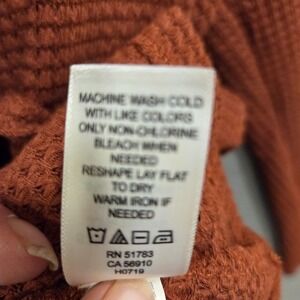 MACHINE WASH COLD
WITH LIKE COLORS
ONLY NON-CHLORINE
BLEACH WHEN
NEEDED
RESHAPE LAY FLAT
TO DRY
WARM IRON IF
NEEDED
RN 51783
CA 56910
H0719